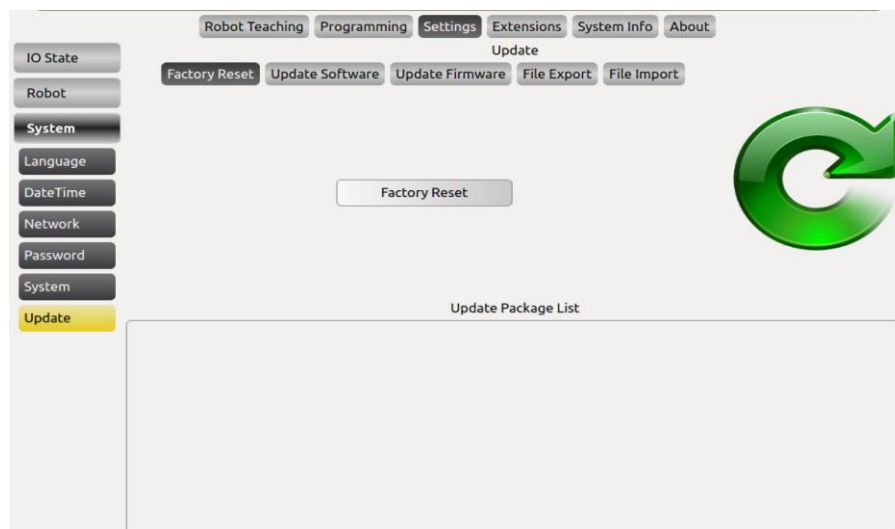 Robot Teaching Programming Settings Extensions System Info About
Update
Factory Reset Update Software Update Firmware File Export File Import
IO State
Robot
System
Language
DateTime
Network
Password
System
Update
Factory Reset
Update Package List